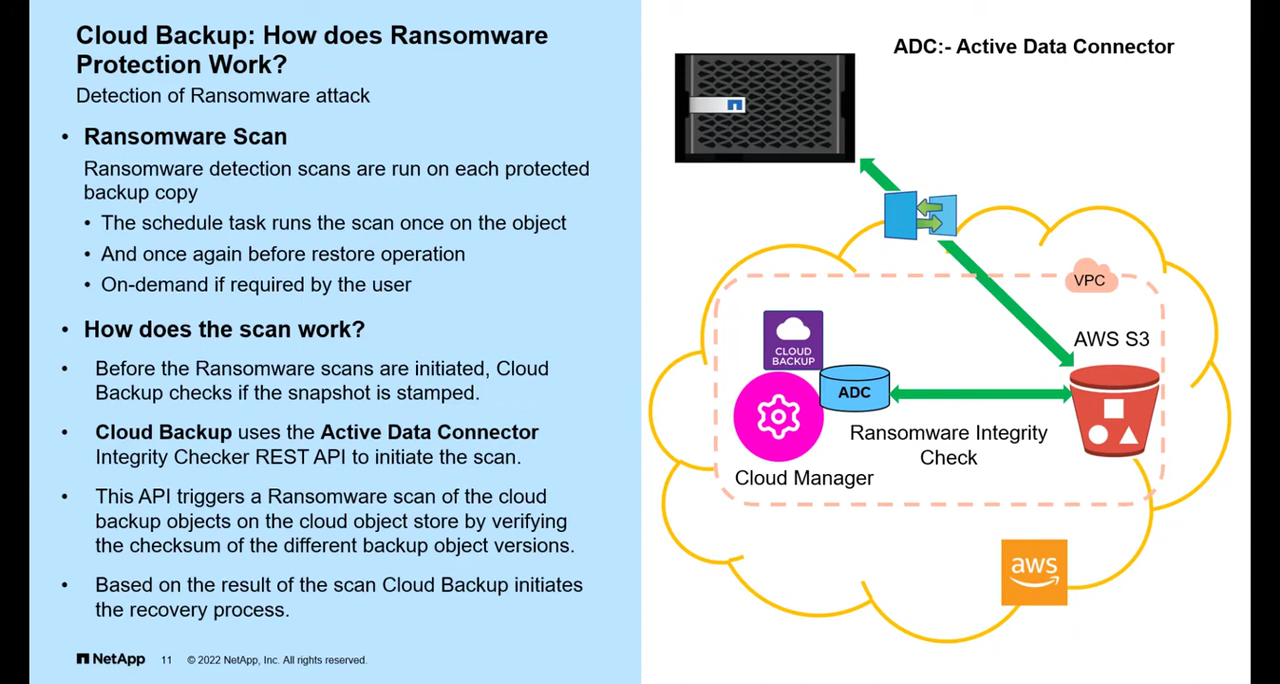 Cloud Backup: How does Ransomware
Protection Work?
Detection of Ransomware attack
• Ransomware Scan
Ransomware detection scans are run on each protected
backup copy
• The schedule task runs the scan once on the object
• And once again before restore operation
• On-demand if required by the user
• How does the scan work?
• Before the Ransomware scans are initiated, Cloud
Backup checks if the snapshot is stamped.
• Cloud Backup uses the Active Data Connector
Integrity Checker REST API to initiate the scan.
• This API triggers a Ransomware scan of the cloud
backup objects on the cloud object store by verifying
the checksum of the different backup object versions.
• Based on the result of the scan Cloud Backup initiates
the recovery process.
NetApp 11 © 2022 NetApp, Inc. All rights reserved.
ADC:- Active Data Connector
VPC
AWS S3
CLOUD
BACKUP
ADC
Ransomware Integrity
Check
Cloud Manager
aws